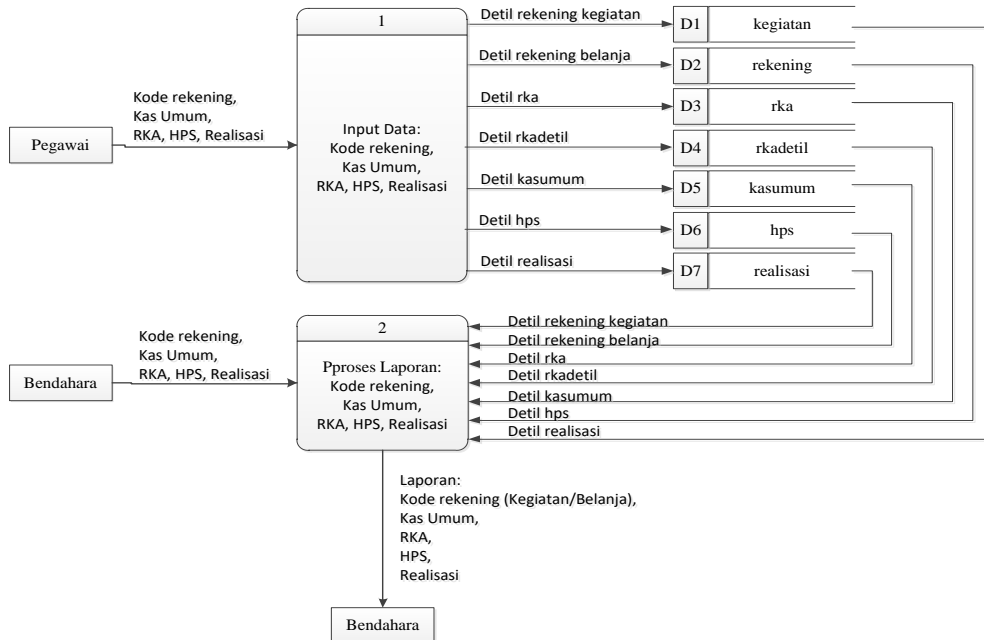 1
Detil rekening kegiatan
D1
kegiatan
Detil rekening belanja
D2
rekening
Detil rka
D3
rka
Detil rkadetil
D4
rkadetil
Detil kasumum
D5
kasumum
Detil hps
D6
hps
Detil realisasi
D7
realisasi
Pegawai
Kode rekening,
Kas Umum,
RKA, HPS, Realisasi
Input Data:
Kode rekening,
Kas Umum,
RKA, HPS, Realisasi
2
Pproses Laporan:
Kode rekening,
Kas Umum,
RKA, HPS, Realisasi
Bendahara
Kode rekening,
Kas Umum,
RKA, HPS, Realisasi
Detil rekening kegiatan
Detil rekening belanja
Detil rka
Detil rkadetil
Detil kasumum
Detil hps
Detil realisasi
Laporan:
Kode rekening (Kegiatan/Belanja),
Kas Umum,
RKA,
HPS,
Realisasi
Bendahara